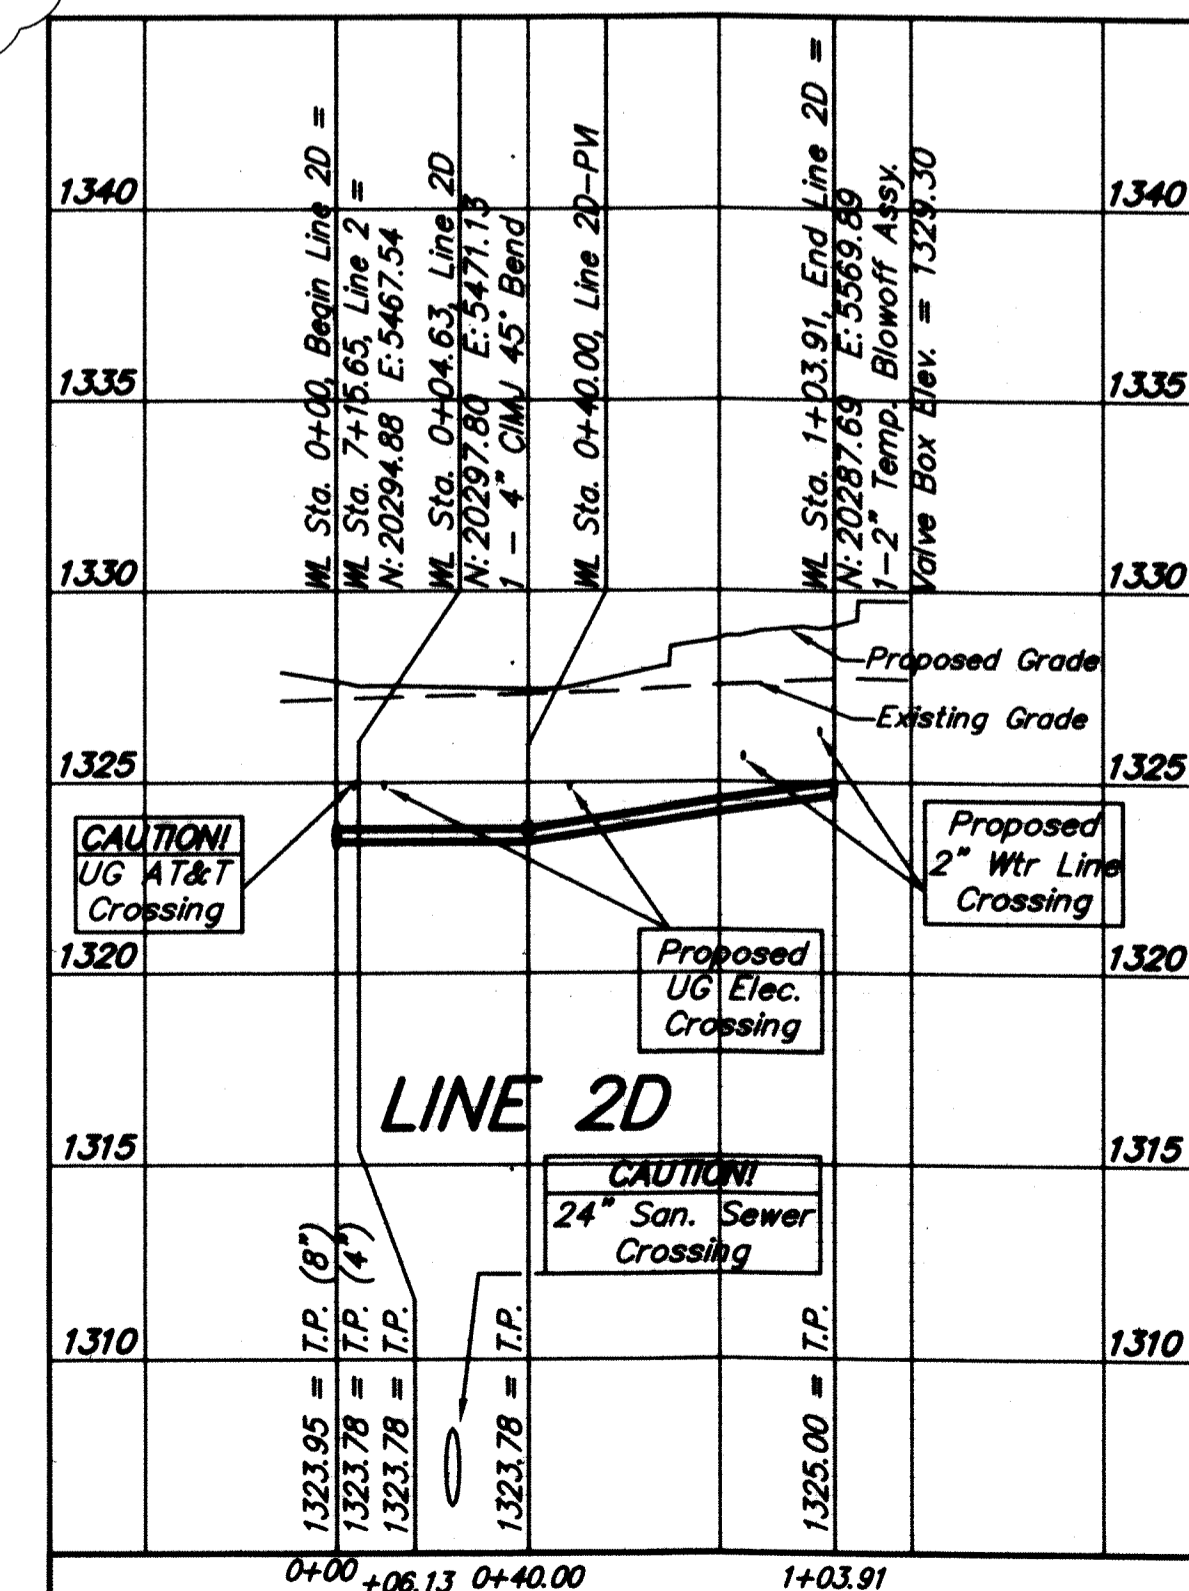 WL Sta. 0+00, Begin Line 2D =
WL Sta. 7+15.65, Line 2 =
N: 20294.88 E: 5467.54
WL Sta. 0+04.63, Line 2D
N: 20297.80 E: 5471.13
1 - 4" CIMJ 45° Bend
WL Sta. 0+40.00, Line 2D-PVI
WL Sta. 1+03.91, End Line 2D =
N: 20287.69 E: 5569.89
1-2" Temp. Blowoff Assy.
Valve Box Elev. = 1329.30
1340
1340
1335
1335
1330
1330
Proposed Grade
Existing Grade
1325
1325
CAUTION!
UG AT&T
Crossing
Proposed
2" Wtr Line
Crossing
Proposed
UG Elec.
Crossing
1320
1320
LINE 2D
1315
1315
CAUTION!
24" San. Sewer
Crossing
1310
1310
1323.95 = T.P. (8")
1323.78 = T.P. (4")
1323.78 = T.P.
1323.78 = T.P.
1325.00 = T.P.
0+00
+06.13
0+40.00
1+03.91